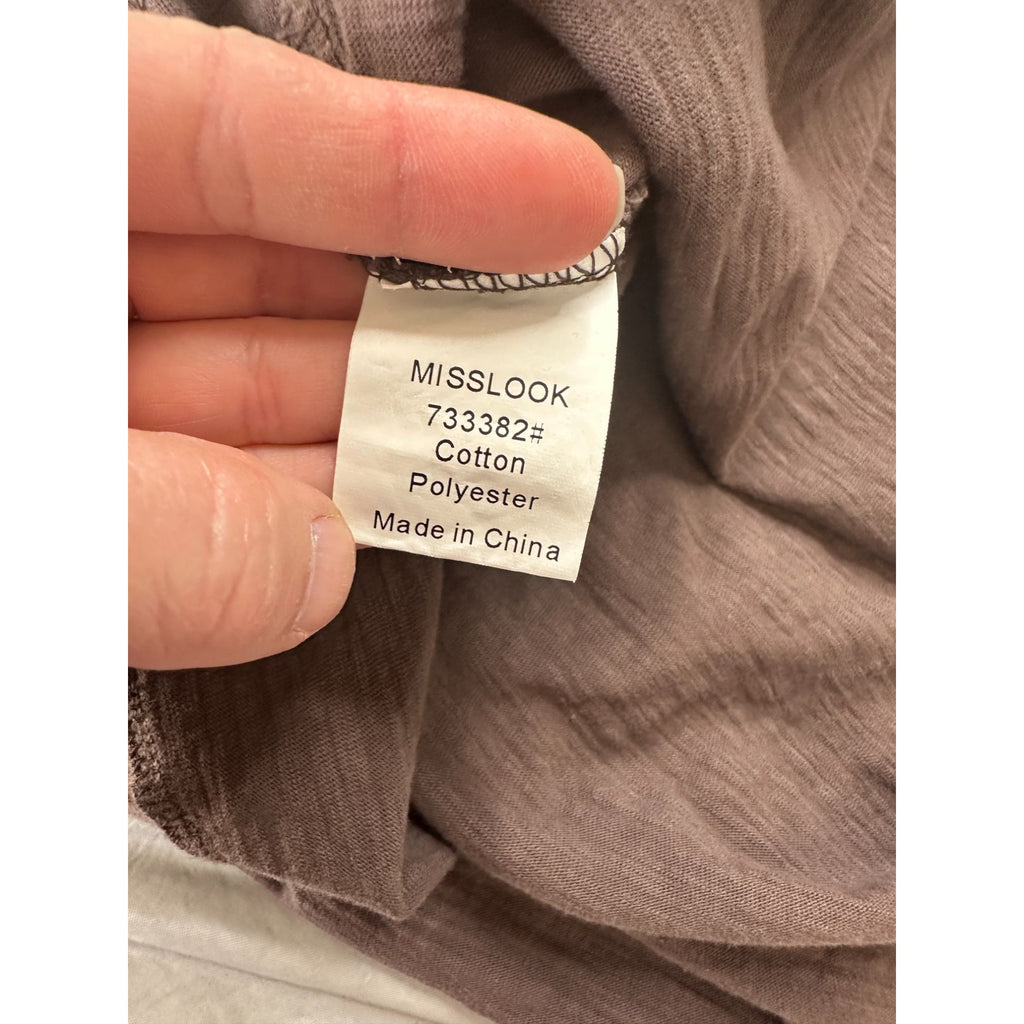 MISSLOOK
733382#
Cotton
Polyester
Made in China